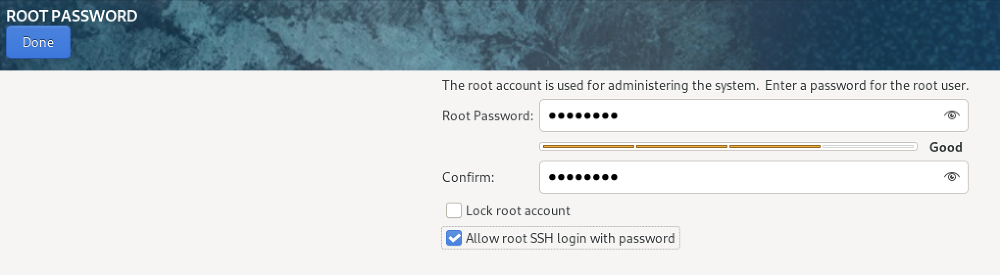 ROOT PASSWORD
Done
The root account is used for administering the system.  Enter a password for the root user.
Root Password: ●●●●●●●●
Good
Confirm: ●●●●●●●●
Lock root account
Allow root SSH login with password